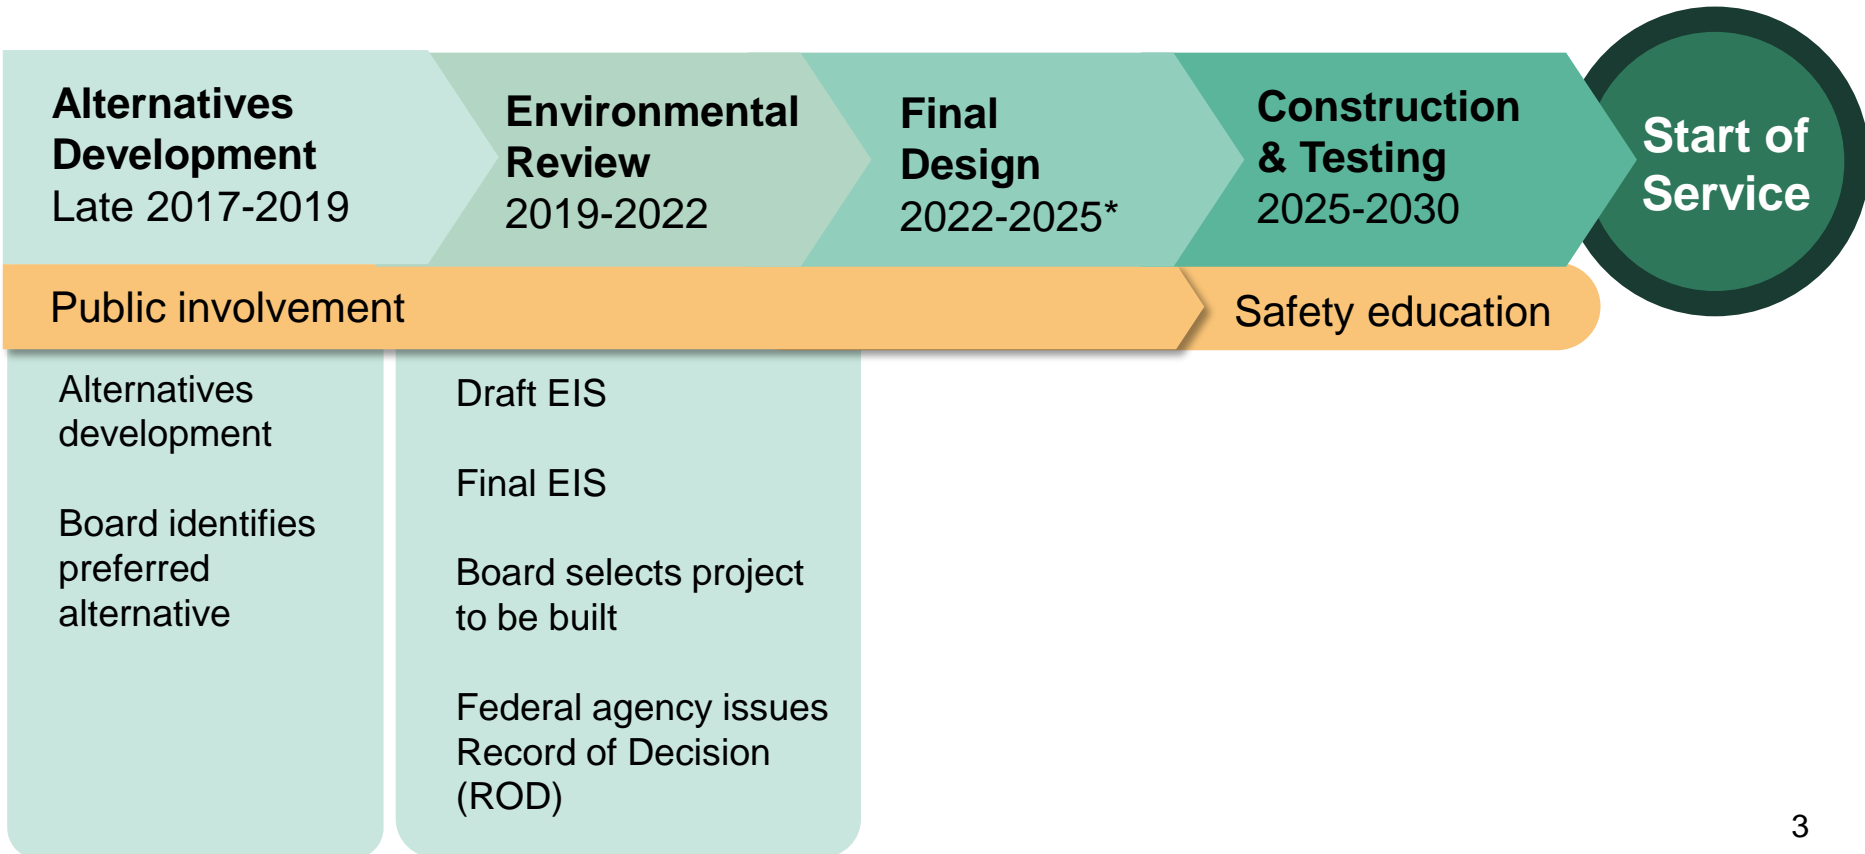 Alternatives
Development
Late 2017-2019
Environmental
Review
2019-2022
Final
Design
2022-2025*
Construction
& Testing
2025-2030
Start of
Service
Public involvement
Safety education
Alternatives
development
Board identifies
preferred
alternative
Draft EIS
Final EIS
Board selects project
to be built
Federal agency issues
Record of Decision
(ROD)
3